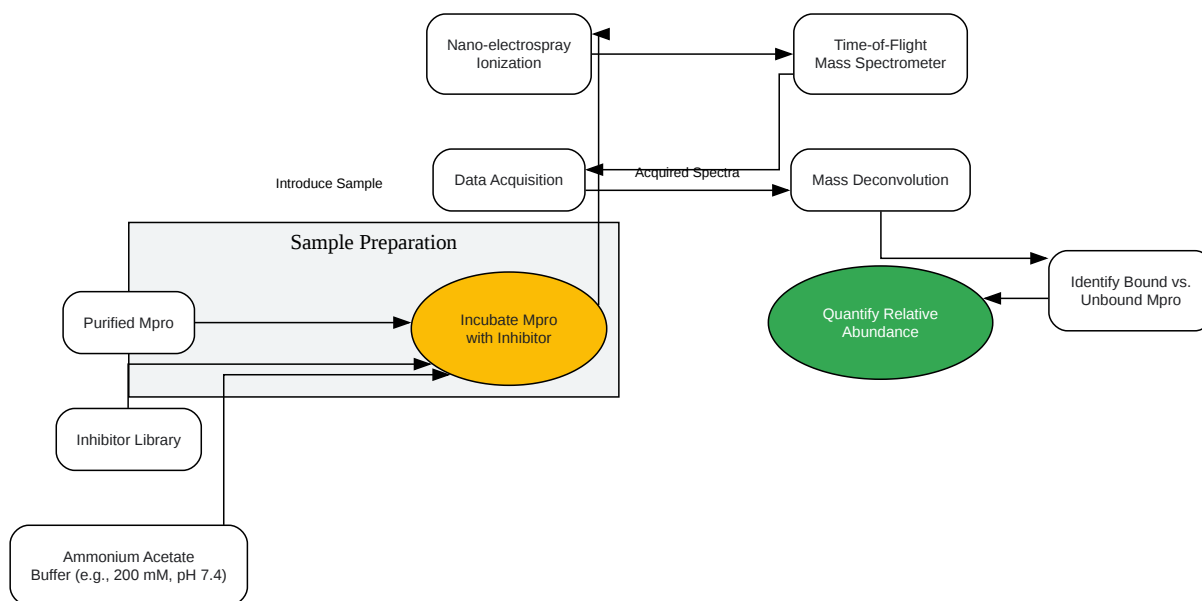 Nano-electrospray
Ionization
Time-of-Flight
Mass Spectrometer
Introduce Sample
Data Acquisition
Acquired Spectra
Mass Deconvolution
Sample Preparation
Purified Mpro
Incubate Mpro
with Inhibitor
Quantify Relative
Abundance
Identify Bound vs.
Unbound Mpro
Inhibitor Library
Ammonium Acetate
Buffer (e.g., 200 mM, pH 7.4)